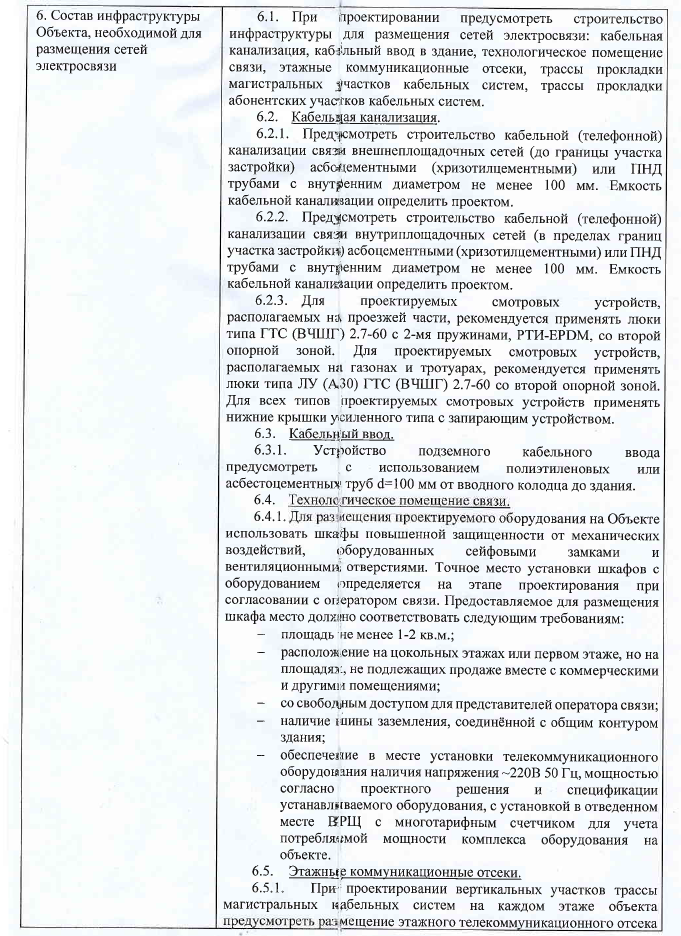 6. Состав инфраструктуры
Объекта, необходимой для
размещения сетей
электросвязи
6.1. При проектировании предусмотреть строительство
инфраструктуры для размещения сетей электросвязи: кабельная
канализация, кабельный ввод в здание, технологическое помещение
связи, этажные коммуникационные отсеки, трассы прокладки
магистральных участков кабельных систем, трассы прокладки
абонентских участков кабельных систем.
6.2. Кабельная канализация.
6.2.1. Предусмотреть строительство кабельной (телефонной)
канализации связи внешнеплощадочных сетей (до границы участка
застройки) асбоцементными (хризотилцементными) или ПНД
трубами с внутренним диаметром не менее 100 мм. Емкость
кабельной канализации определить проектом.
6.2.2. Предусмотреть строительство кабельной (телефонной)
канализации связи внутриплощадочных сетей (в пределах границ
участка застройки) асбоцементными (хризотилцементными) или ПНД
трубами с внутренним диаметром не менее 100 мм. Емкость
кабельной канализации определить проектом.
6.2.3. Для проектируемых смотровых устройств,
располагаемых на проезжей части, рекомендуется применять люки
типа ГТС (ВЧШГ) 2.7-60 с 2-мя пружинами, РТИ-EPDM, со второй
опорной зоной. Для проектируемых смотровых устройств,
располагаемых на газонах и тротуарах, рекомендуется применять
люки типа ЛУ (А30) ГТС (ВЧШГ) 2.7-60 со второй опорной зоной.
Для всех типов проектируемых смотровых устройств применять
нижние крышки усиленного типа с запирающим устройством.
6.3. Кабельный ввод.
6.3.1. Устройство подземного кабельного ввода
предусмотреть с использованием полиэтиленовых или
асбестоцементных труб d=100 мм от вводного колодца до здания.
6.4. Технологическое помещение связи.
6.4.1. Для размещения проектируемого оборудования на Объекте
использовать шкафы повышенной защищенности от механических
воздействий, оборудованных сейфовыми замками и
вентиляционными отверстиями. Точное место установки шкафов с
оборудованием определяется на этапе проектирования при
согласовании с оператором связи. Предоставляемое для размещения
шкафа место должно соответствовать следующим требованиям:
– площадь не менее 1-2 кв.м.;
– расположение на цокольных этажах или первом этаже, но на
площадях, не подлежащих продаже вместе с коммерческими
и другими помещениями;
– со свободным доступом для представителей оператора связи;
– наличие шины заземления, соединённой с общим контуром
здания;
– обеспечение в месте установки телекоммуникационного
оборудования наличия напряжения ~220В 50 Гц, мощностью
согласно проектного решения и спецификации
устанавливаемого оборудования, с установкой в отведенном
месте ВРЩ с многотарифным счетчиком для учета
потребляемой мощности комплекса оборудования на
объекте.
6.5. Этажные коммуникационные отсеки.
6.5.1. При проектировании вертикальных участков трассы
магистральных кабельных систем на каждом этаже объекта
предусмотреть размещение этажного телекоммуникационного отсека